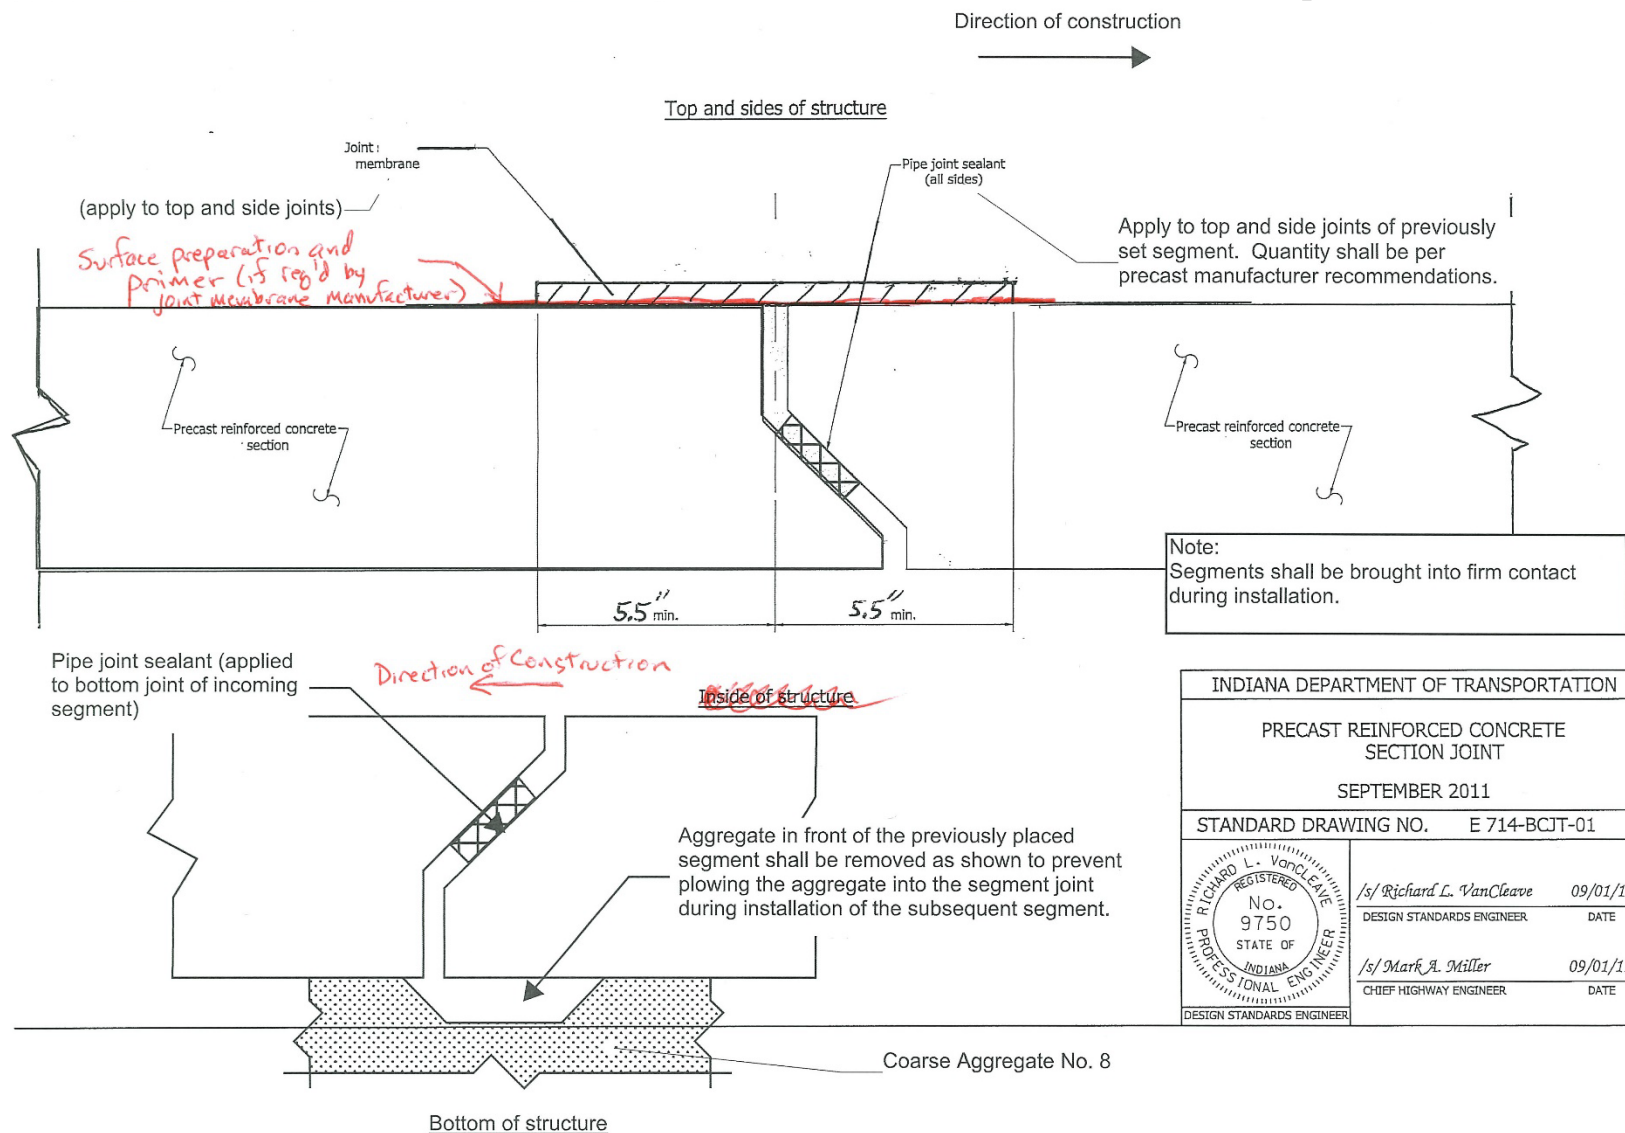 Direction of construction
Top and sides of structure
Joint
membrane
(apply to top and side joints)
Pipe joint sealant
(all sides)
Apply to top and side joints of previously
set segment. Quantity shall be per
precast manufacturer recommendations.
Surface preparation and
primer (if req'd by
joint membrane manufacturer)
Precast reinforced concrete
section
Precast reinforced concrete
section
Note:
Segments shall be brought into firm contact
during installation.
5.5" min.
5.5" min.
Pipe joint sealant (applied
to bottom joint of incoming
segment)
Direction of Construction
Inside of structure
Aggregate in front of the previously placed
segment shall be removed as shown to prevent
plowing the aggregate into the segment joint
during installation of the subsequent segment.
Coarse Aggregate No. 8
Bottom of structure
INDIANA DEPARTMENT OF TRANSPORTATION
PRECAST REINFORCED CONCRETE
SECTION JOINT
SEPTEMBER 2011
STANDARD DRAWING NO. E 714-BCJT-01
RICHARD L. VanCLEAVE
REGISTERED
No.
9750
STATE OF
INDIANA
PROFESSIONAL ENGINEER
DESIGN STANDARDS ENGINEER
/s/ Richard L. VanCleave 09/01/1
DESIGN STANDARDS ENGINEER DATE
/s/ Mark A. Miller 09/01/1
CHIEF HIGHWAY ENGINEER DATE